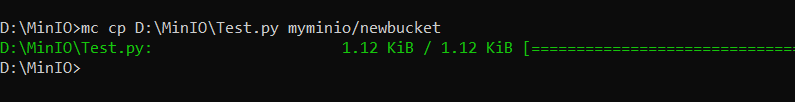 D:\MinIO>mc cp D:\MinIO\Test.py myminio/newbucket
D:\MinIO\Test.py: 1.12 KiB / 1.12 KiB [==============================
D:\MinIO>